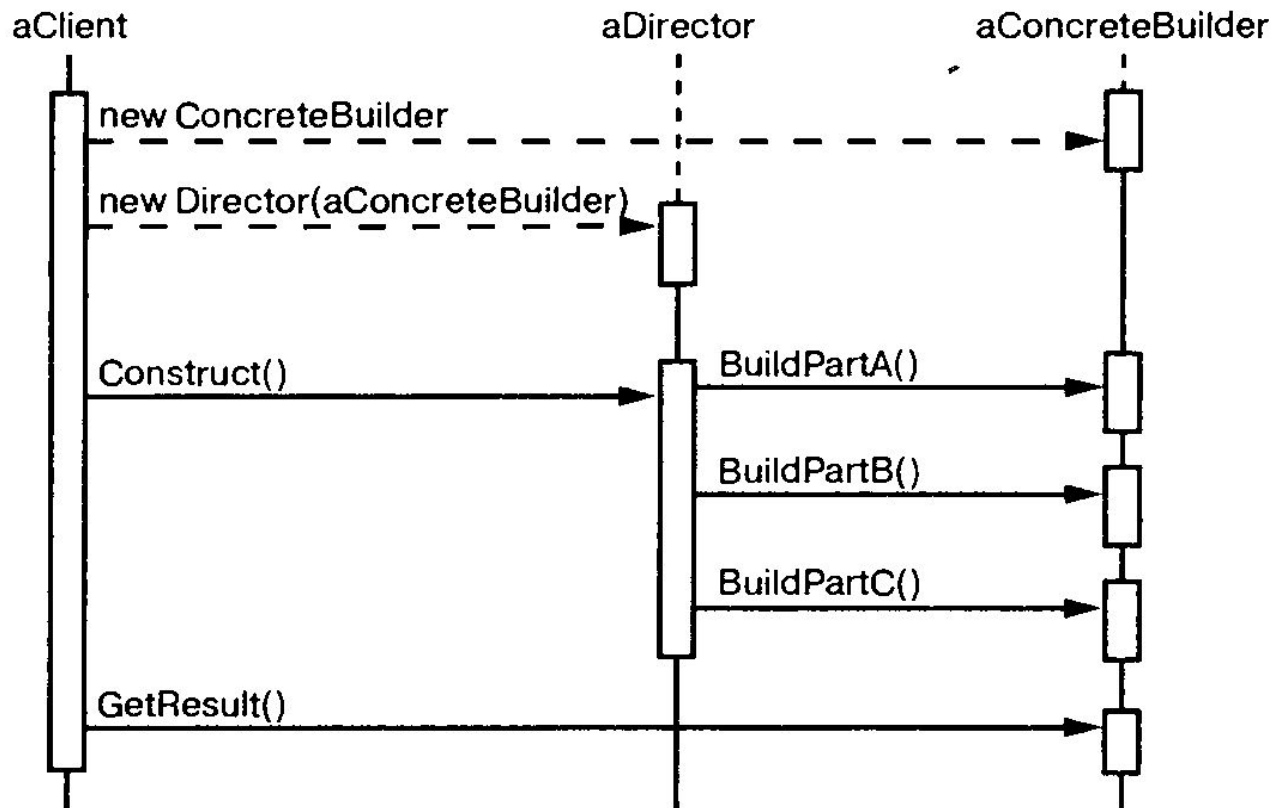 aClient
aDirector
aConcreteBuilder
new ConcreteBuilder
new Director(aConcreteBuilder)
Construct()
BuildPartA()
BuildPartB()
BuildPartC()
GetResult()